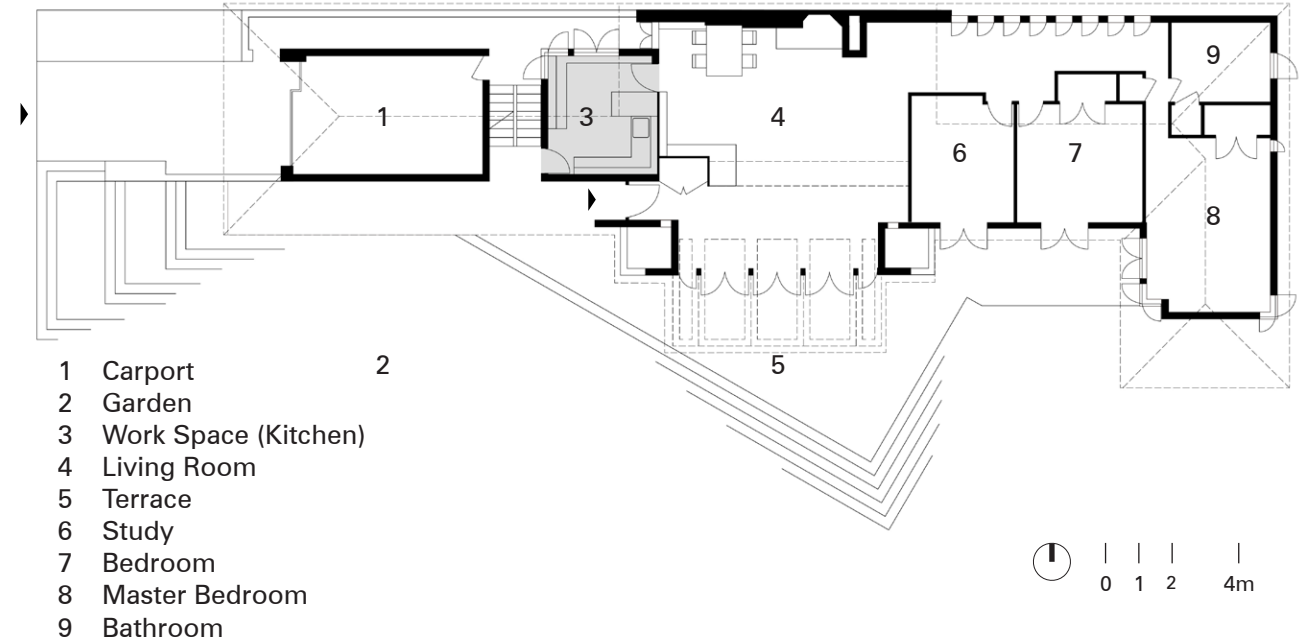 1
3
4
6
7
9
8
2
5
1 Carport
2 Garden
3 Work Space (Kitchen)
4 Living Room
5 Terrace
6 Study
7 Bedroom
8 Master Bedroom
9 Bathroom
0 1 2 4m